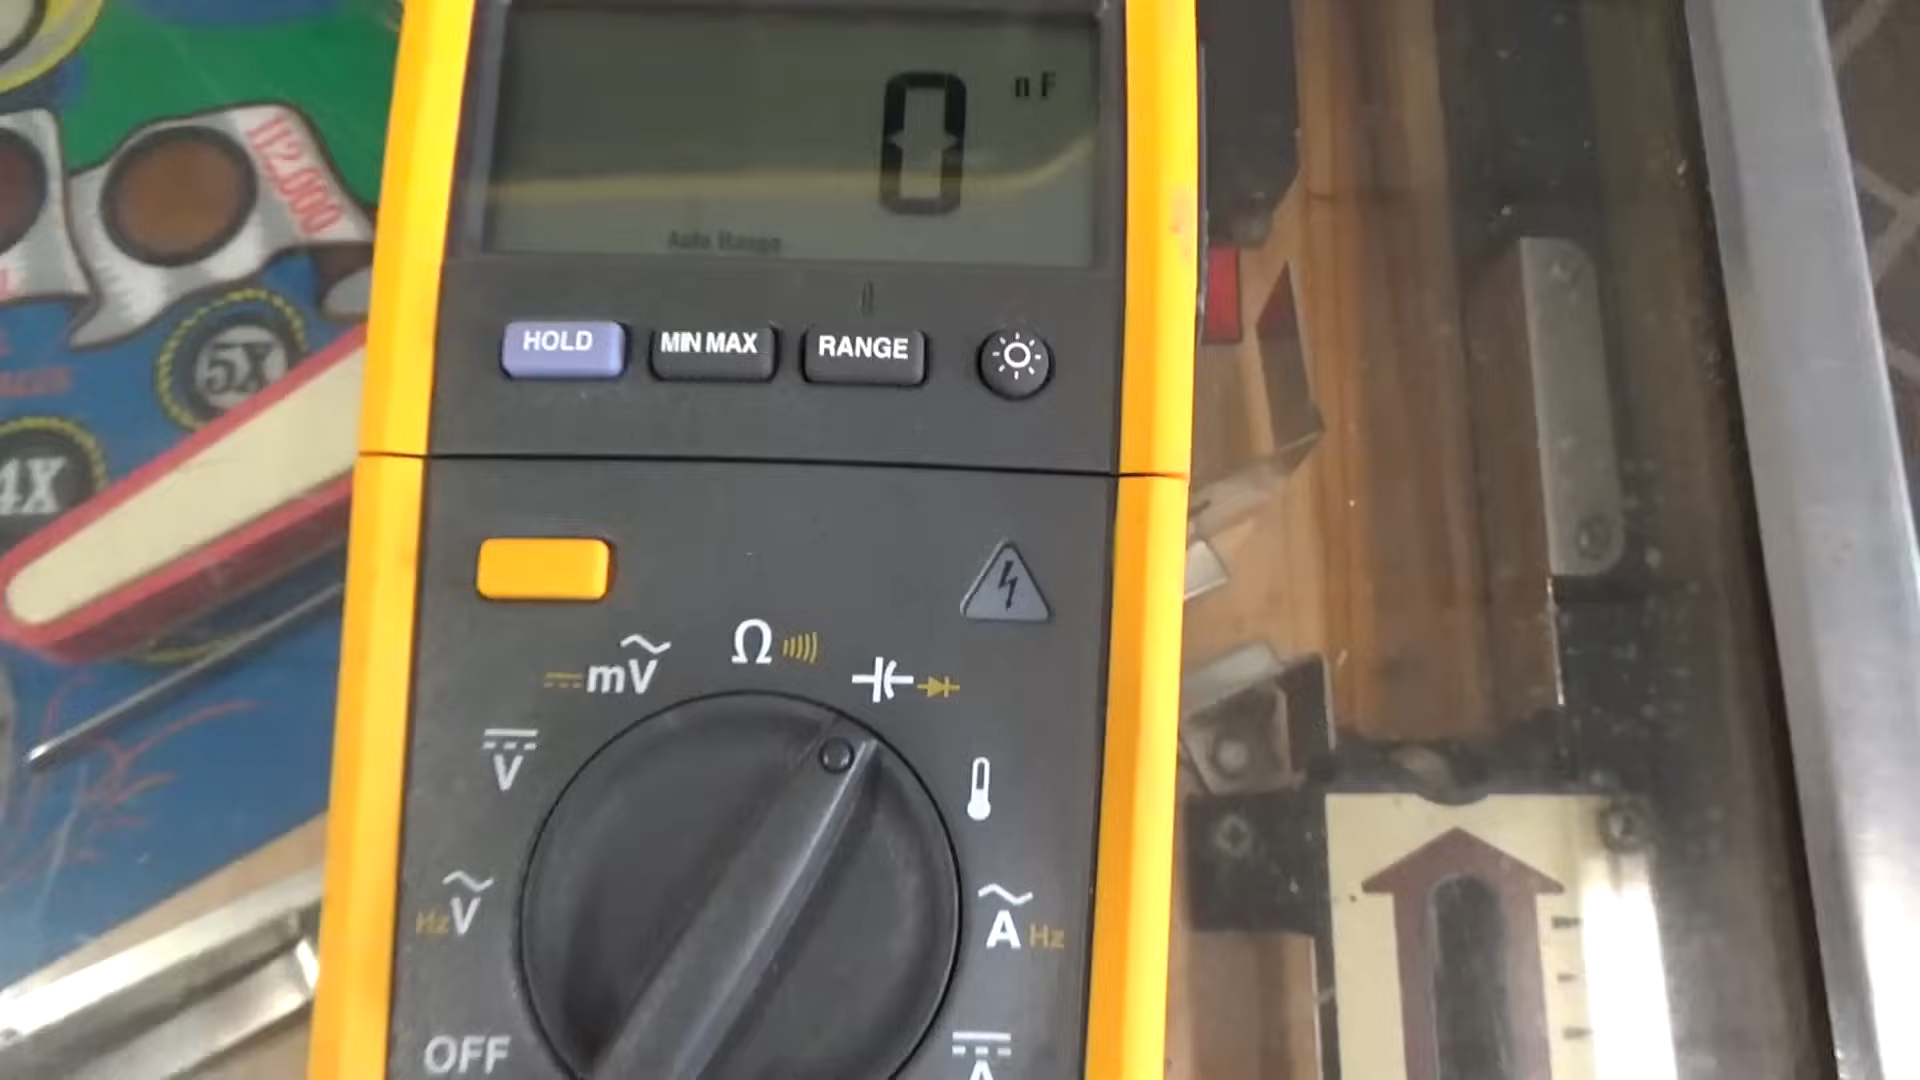 0 nF
Auto Range
HOLD MIN MAX RANGE
112,000
5X
4X
mV Ω
V
Hz V
A Hz
OFF
A